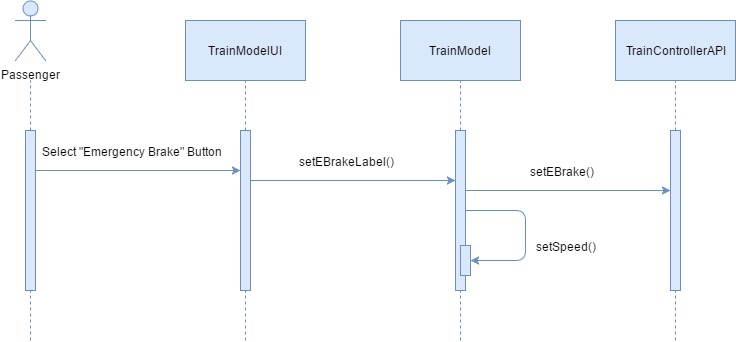 Passenger
TrainModelUI
TrainModel
TrainControllerAPI
Select "Emergency Brake" Button
setEBrakeLabel()
setEBrake()
setSpeed()